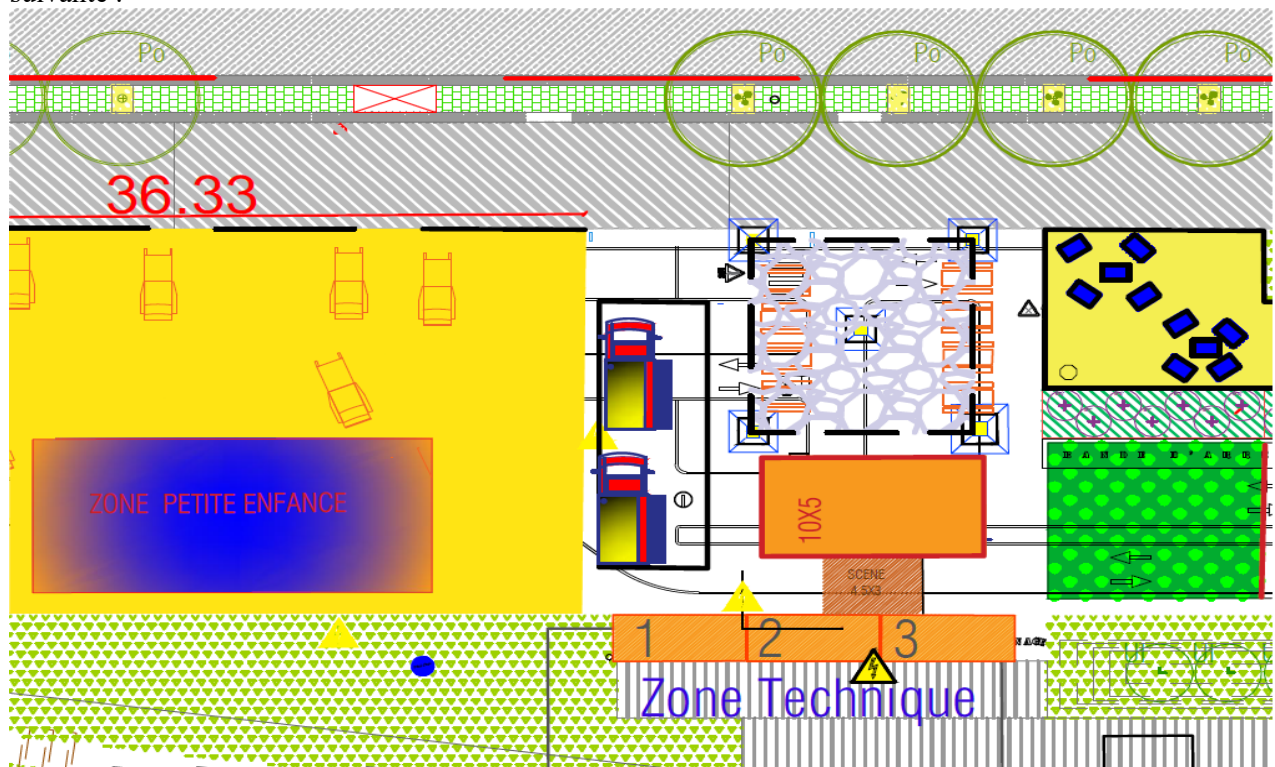 suivante :
Po
Po
Po
Po
Po
36.33
ZONE PETITE ENFANCE
10X5
SCENE
4.5X3
1
2
3
Zone Technique